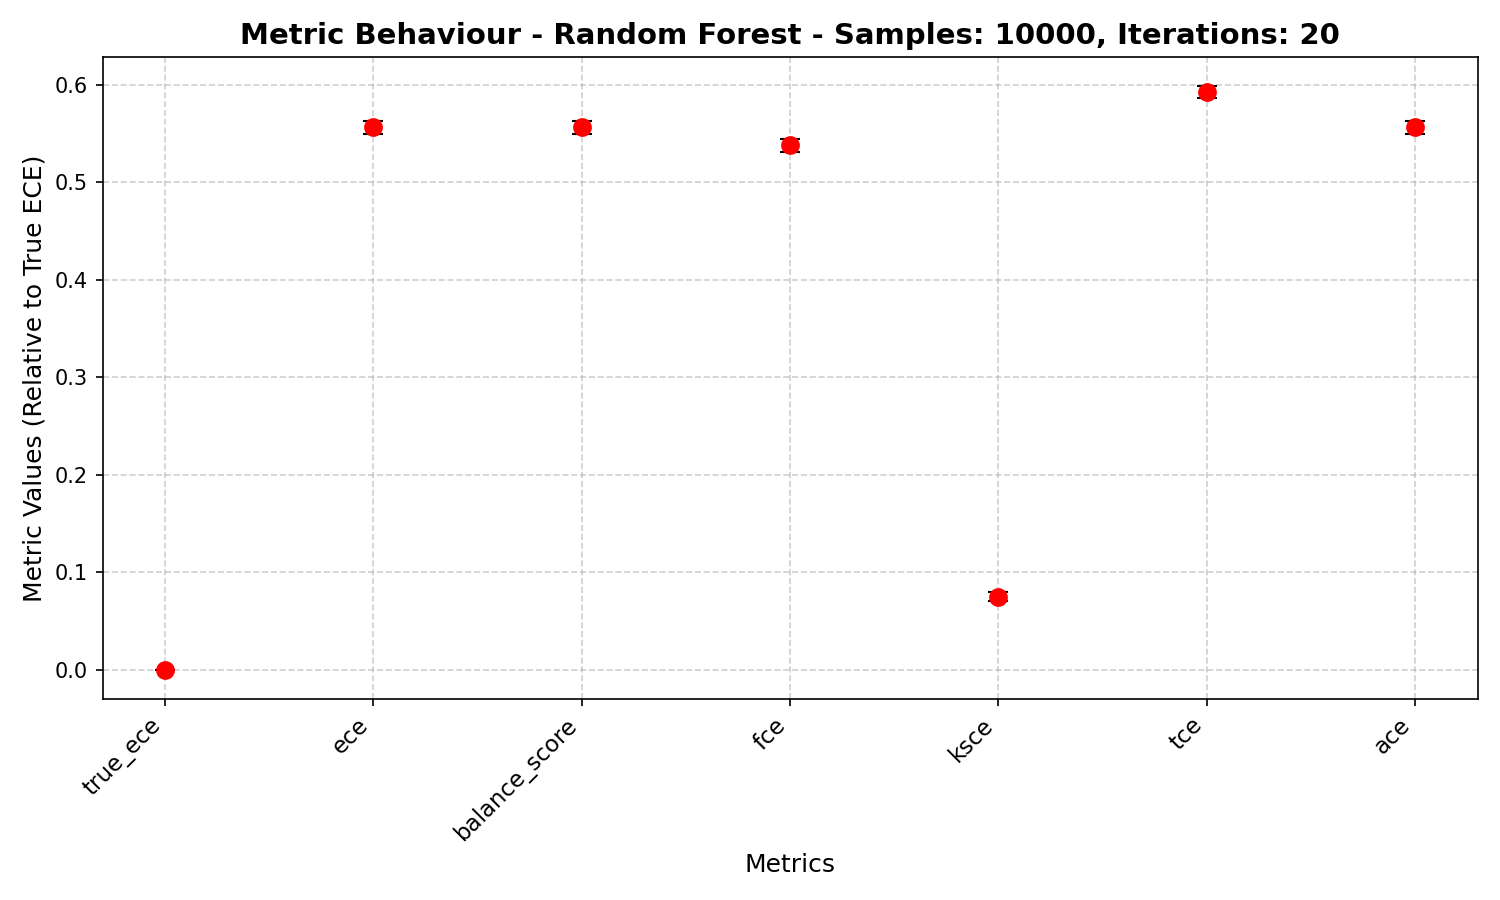 Metric Behaviour - Random Forest - Samples: 10000, Iterations: 20
Metric Values (Relative to True ECE)
0.6
0.5
0.4
0.3
0.2
0.1
0.0
true_ece
ece
balance_score
fce
ksce
tce
ace
Metrics